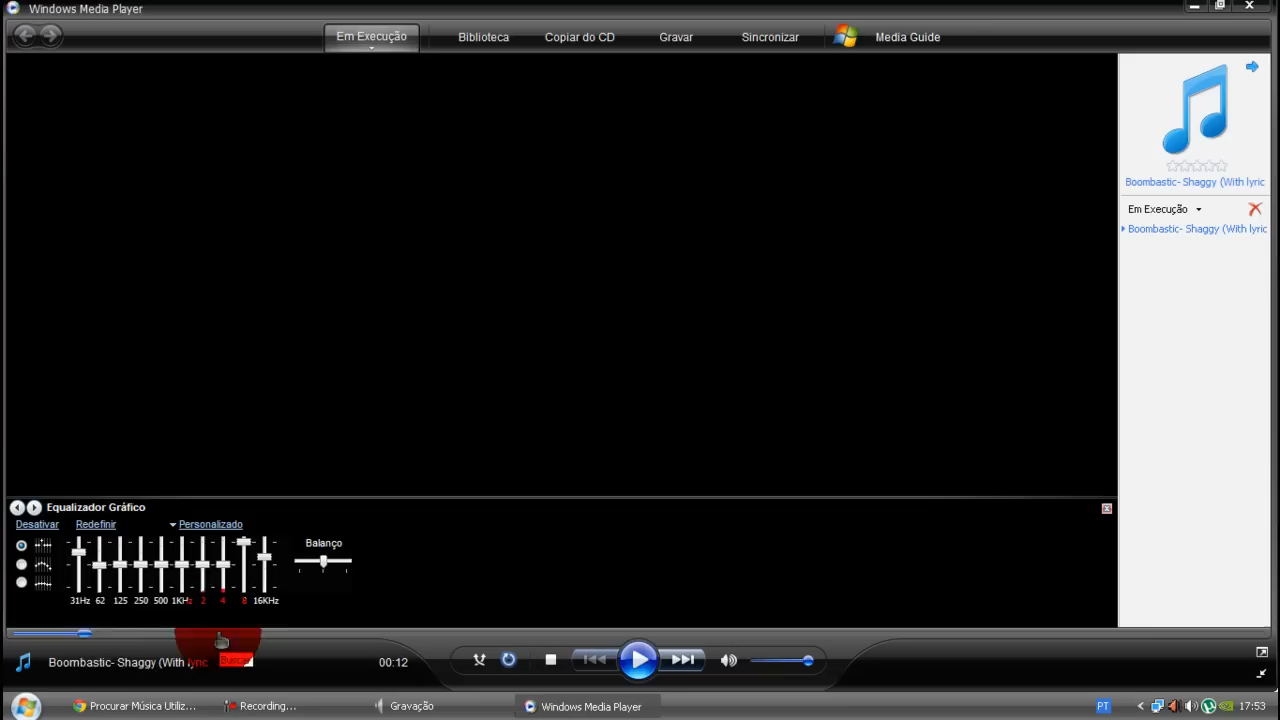 Windows Media Player
Em Execução Biblioteca Copiar do CD Gravar Sincronizar Media Guide
Boombastic- Shaggy (With lyric
Em Execução
Boombastic- Shaggy (With lyric
Equalizador Gráfico
Desativar Redefinir Personalizado
Balanço
31Hz 62 125 250 500 1KHz 2 4 8 16KHz
Boombastic- Shaggy (With lyric Buscar 00:12
Procurar Música Utiliz... Recording... Gravação Windows Media Player PT 17:53